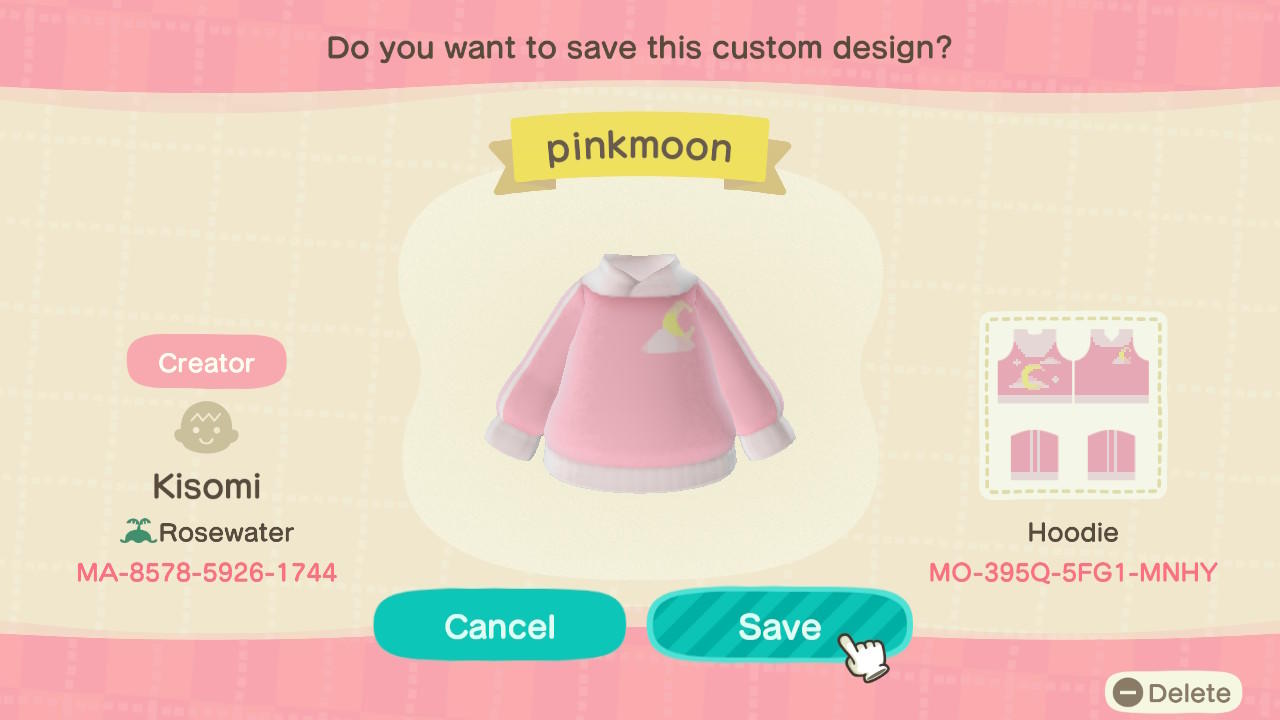 Do you want to save this custom design?
pinkmoon
Creator
Kisomi
Rosewater
MA-8578-5926-1744
Hoodie
MO-395Q-5FG1-MNHY
Cancel
Save
Delete